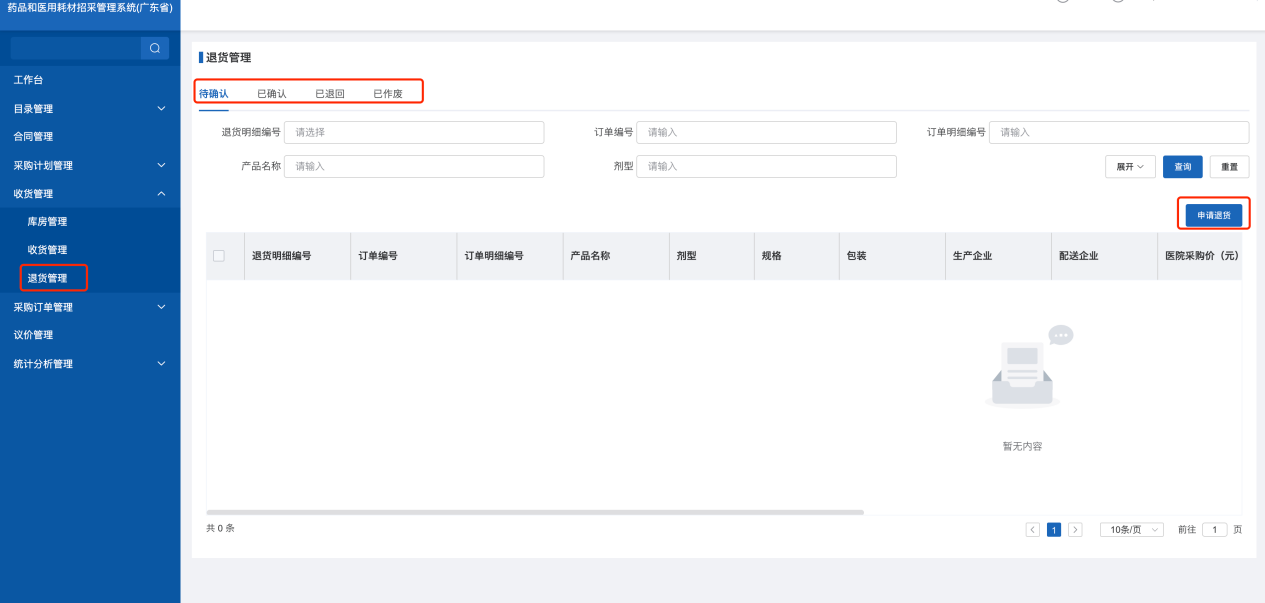 药品和医用耗材招采管理系统(广东省)
工作台
目录管理
合同管理
采购计划管理
收货管理
库房管理
收货管理
退货管理
采购订单管理
议价管理
统计分析管理
退货管理
待确认 已确认 已退回 已作废
退货明细编号 请选择 订单编号 请输入 订单明细编号 请输入
产品名称 请输入 剂型 请输入 展开 查询 重置
申请退货
退货明细编号 订单编号 订单明细编号 产品名称 剂型 规格 包装 生产企业 配送企业 医院采购价（元）
暂无内容
共 0 条 1 10条/页 前往 1 页